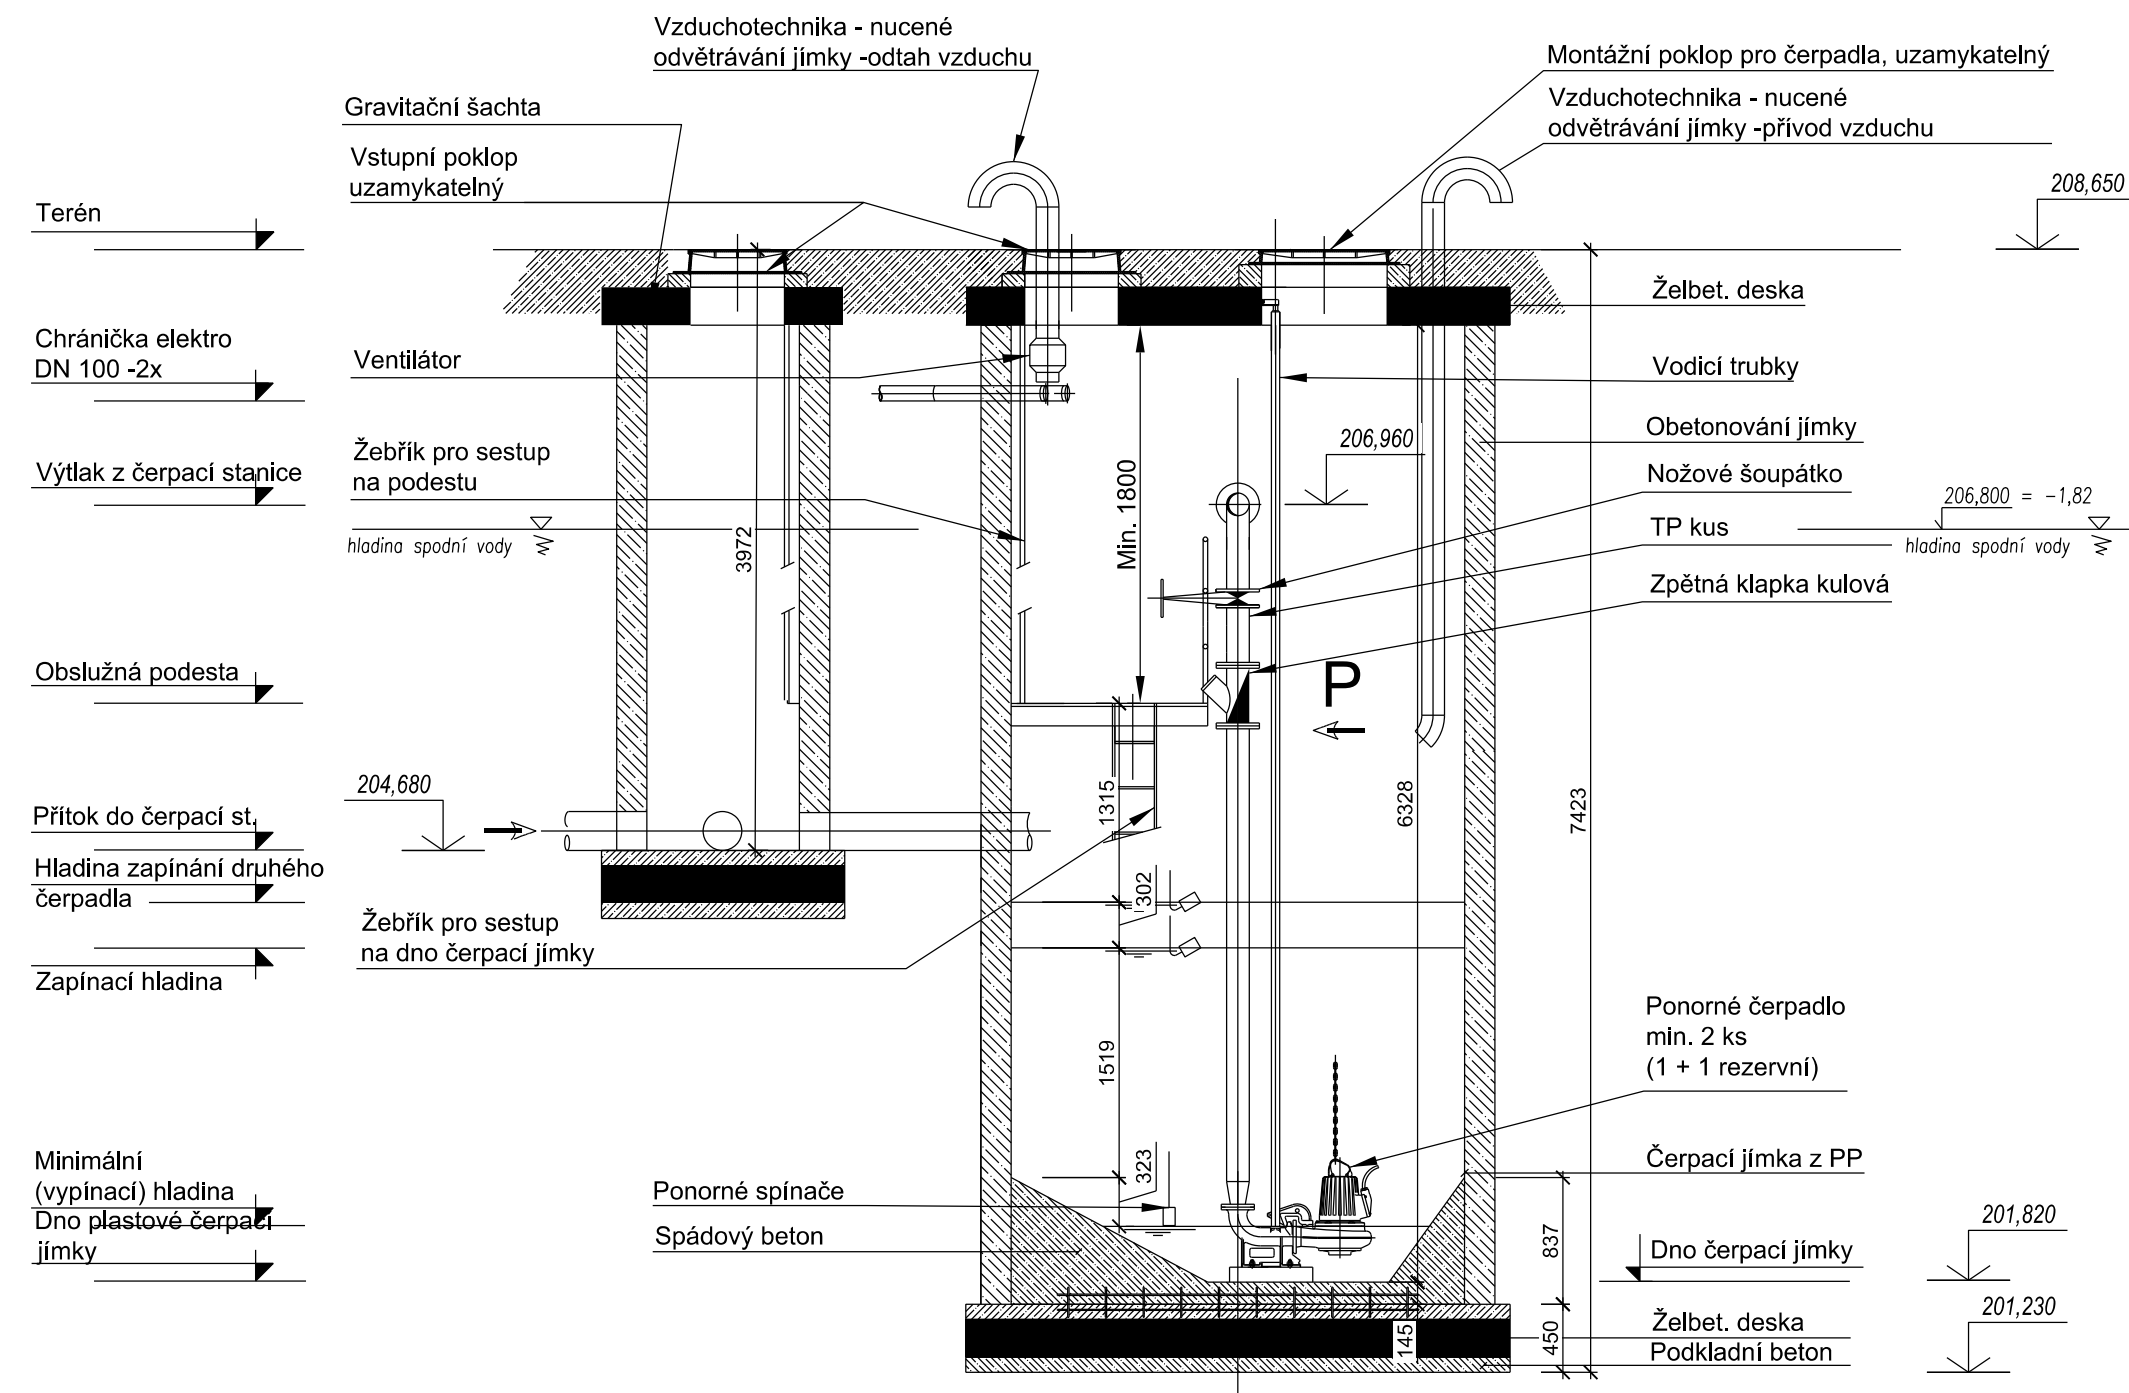 Vzduchotechnika - nucené
odvětrávání jímky -odtah vzduchu
Montážní poklop pro čerpadla, uzamykatelný
Vzduchotechnika - nucené
odvětrávání jímky -přívod vzduchu
Gravitační šachta
Vstupní poklop
uzamykatelný
208,650
Terén
Želbet. deska
Chránička elektro
DN 100 -2x
Ventilátor
Vodicí trubky
Obetonování jímky
206,960
Žebřík pro sestup
na podestu
Výtlak z čerpací stanice
Nožové šoupátko
206,800 = -1,82
TP kus
hladina spodní vody
hladina spodní vody
3972
Min. 1800
Zpětná klapka kulová
Obslužná podesta
P
204,680
1315
6328
7423
Přítok do čerpací st.
Hladina zapínání druhého
čerpadla
302
Žebřík pro sestup
na dno čerpací jímky
Zapínací hladina
Ponorné čerpadlo
min. 2 ks
(1 + 1 rezervní)
1519
Minimální
(vypínací) hladina
Dno plastové čerpací
jímky
323
Čerpací jímka z PP
Ponorné spínače
Spádový beton
837
201,820
Dno čerpací jímky
201,230
Želbet. deska
Podkladní beton
145
450